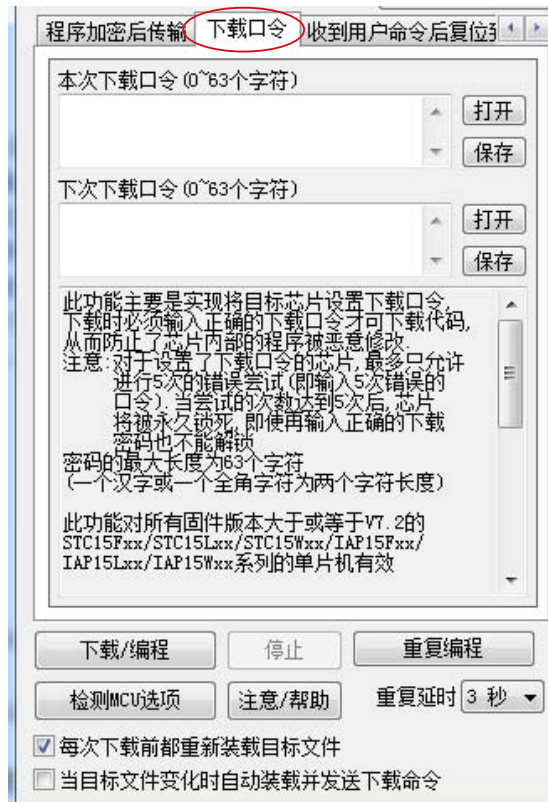 程序加密后传输 下载口令 收到用户命令后复位到
本次下载口令(0~63个字符)
打开
保存
下次下载口令(0~63个字符)
打开
保存
此功能主要是实现将目标芯片设置下载口令,
下载时必须输入正确的下载口令才可下载代码,
从而防止了芯片内部的程序被恶意修改.
注意:对于设置了下载口令的芯片,最多只允许
进行5次的错误尝试(即输入5次错误的
口令).当尝试的次数达到5次后,芯片
将被永久锁死,即使再输入正确的下载
密码也不能解锁
密码的最大长度为63个字符
(一个汉字或一个全角字符为两个字符长度)
此功能对所有固件版本大于或等于V7.2的
STC15Fxx/STC15Lxx/STC15Wxx/IAP15Fxx/
IAP15Lxx/IAP15Wxx系列的单片机有效
下载/编程 停止 重复编程
检测MCU选项 注意/帮助 重复延时 3 秒
每次下载前都重新装载目标文件
当目标文件变化时自动装载并发送下载命令